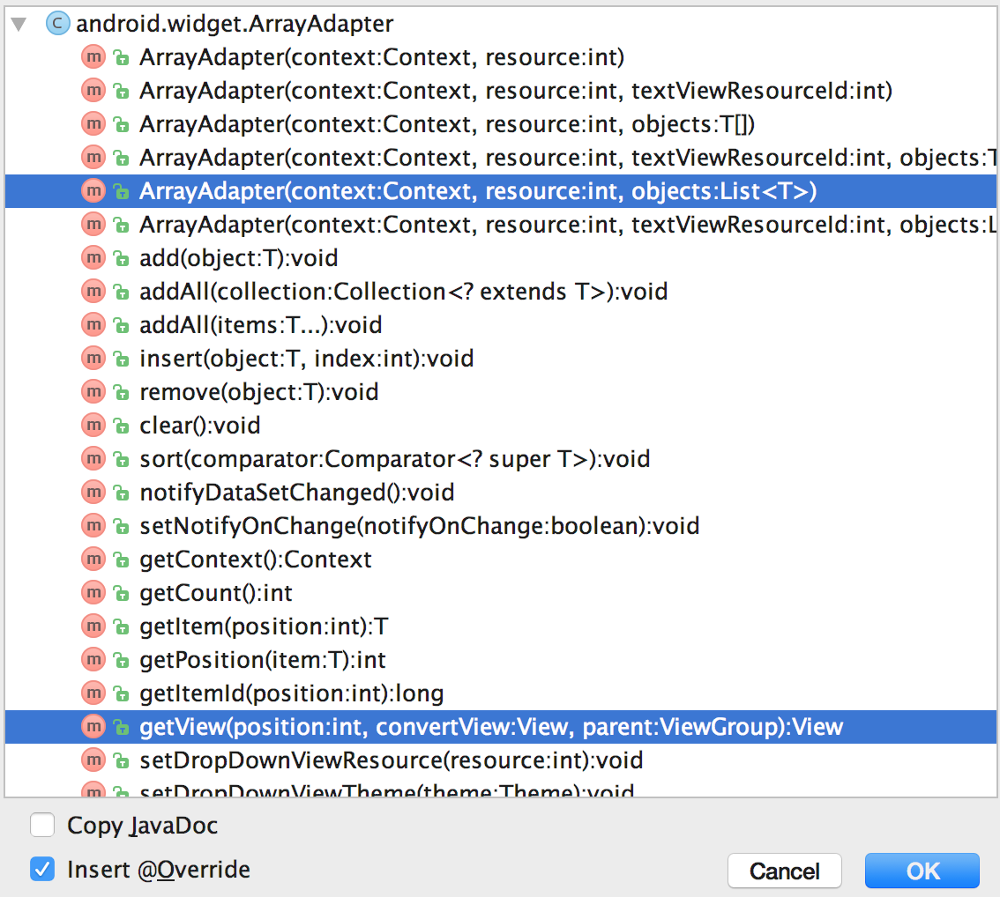 C android.widget.ArrayAdapter
m ArrayAdapter(context:Context, resource:int)
m ArrayAdapter(context:Context, resource:int, textViewResourceId:int)
m ArrayAdapter(context:Context, resource:int, objects:T[])
m ArrayAdapter(context:Context, resource:int, textViewResourceId:int, objects:T
m ArrayAdapter(context:Context, resource:int, objects:List<T>)
m ArrayAdapter(context:Context, resource:int, textViewResourceId:int, objects:L
m add(object:T):void
m addAll(collection:Collection<? extends T>):void
m addAll(items:T...):void
m insert(object:T, index:int):void
m remove(object:T):void
m clear():void
m sort(comparator:Comparator<? super T>):void
m notifyDataSetChanged():void
m setNotifyOnChange(notifyOnChange:boolean):void
m getContext():Context
m getCount():int
m getItem(position:int):T
m getPosition(item:T):int
m getItemId(position:int):long
m getView(position:int, convertView:View, parent:ViewGroup):View
m setDropDownViewResource(resource:int):void
m setDropDownViewTheme(theme:Theme):void
Copy JavaDoc
Insert @Override
Cancel OK